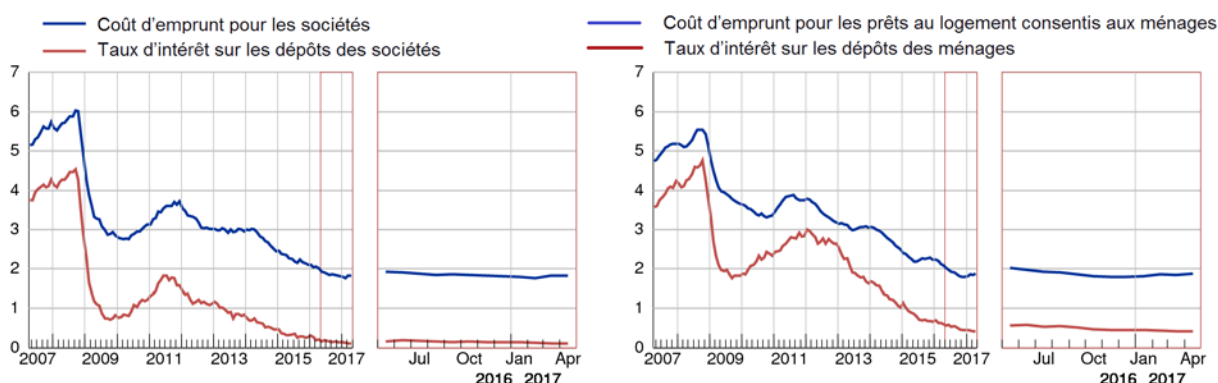 Coût d’emprunt pour les sociétés
Taux d’intérêt sur les dépôts des sociétés
Coût d’emprunt pour les prêts au logement consentis aux ménages
Taux d’intérêt sur les dépôts des ménages
7
6
5
4
3
2
1
0
2007 2009 2011 2013 2015 2017
Jul Oct Jan Apr
2016 2017
7
6
5
4
3
2
1
0
2007 2009 2011 2013 2015 2017
Jul Oct Jan Apr
2016 2017